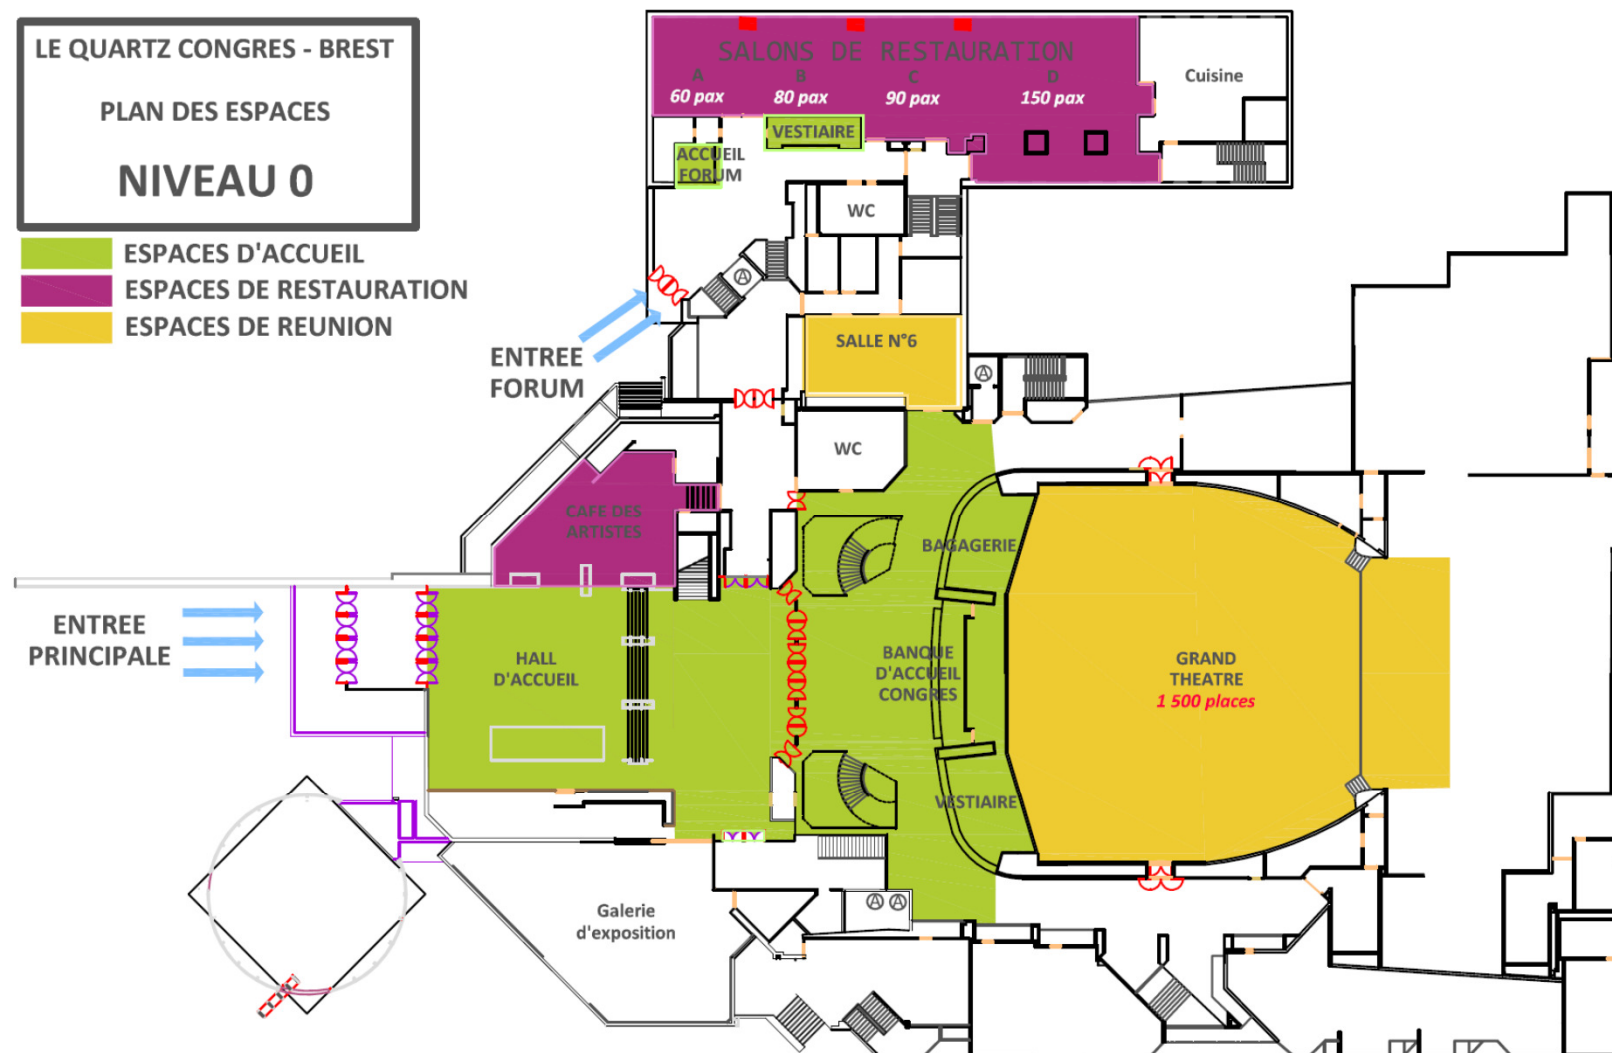 LE QUARTZ CONGRES - BREST
PLAN DES ESPACES
NIVEAU 0
ESPACES D'ACCUEIL
ESPACES DE RESTAURATION
ESPACES DE REUNION
SALONS DE RESTAURATION
A
B
C
D
60 pax
80 pax
90 pax
150 pax
Cuisine
VESTIAIRE
ACCUEIL
FORUM
WC
A
ENTREE
FORUM
SALLE N°6
A
WC
CAFE DES
ARTISTES
BAGAGERIE
ENTREE
PRINCIPALE
HALL
D'ACCUEIL
BANQUE
D'ACCUEIL
CONGRES
GRAND
THEATRE
1 500 places
VESTIAIRE
A
A
Galerie
d'exposition